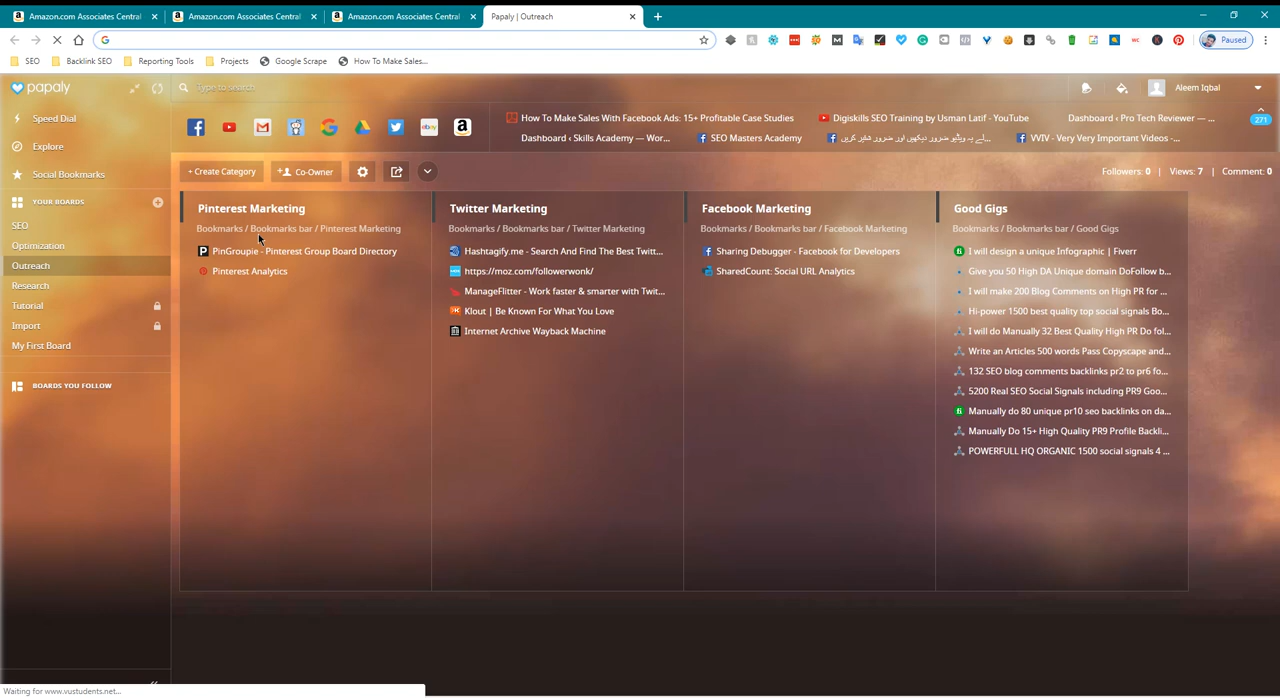 Amazon.com Associates Central
Amazon.com Associates Central
Amazon.com Associates Central
Papaly | Outreach
Paused
SEO
Backlink SEO
Reporting Tools
Projects
Google Scrape
How To Make Sales...
papaly
Type to search
Aleem Iqbal
Speed Dial
Explore
Social Bookmarks
YOUR BOARDS
SEO
Optimization
Outreach
Research
Tutorial
Import
My First Board
BOARDS YOU FOLLOW
How To Make Sales With Facebook Ads: 15+ Profitable Case Studies
Digiskills SEO Training by Usman Latif - YouTube
Dashboard ‹ Pro Tech Reviewer — ...
271
Dashboard ‹ Skills Academy — Wor...
SEO Masters Academy
...اے یہ ویڈیو ضرور دیکھیں اور ضرور شئیر کریں
VVIV - Very Very Important Videos -...
+ Create Category
+ Co-Owner
Followers: 0 | Views: 7 | Comment: 0
Pinterest Marketing
Bookmarks / Bookmarks bar / Pinterest Marketing
PinGroupie - Pinterest Group Board Directory
Pinterest Analytics
Twitter Marketing
Bookmarks / Bookmarks bar / Twitter Marketing
Hashtagify.me - Search And Find The Best Twitt...
https://moz.com/followerwonk/
ManageFlitter - Work faster & smarter with Twit...
Klout | Be Known For What You Love
Internet Archive Wayback Machine
Facebook Marketing
Bookmarks / Bookmarks bar / Facebook Marketing
Sharing Debugger - Facebook for Developers
SharedCount: Social URL Analytics
Good Gigs
Bookmarks / Bookmarks bar / Good Gigs
I will design a unique Infographic | Fiverr
Give you 50 High DA Unique domain DoFollow b...
I will make 200 Blog Comments on High PR for ...
Hi-power 1500 best quality top social signals Bo...
I will do Manually 32 Best Quality High PR Do fol...
Write an Articles 500 words Pass Copyscape and...
132 SEO blog comments backlinks pr2 to pr6 fo...
5200 Real SEO Social Signals including PR9 Goo...
Manually do 80 unique pr10 seo backlinks on da...
Manually Do 15+ High Quality PR9 Profile Backli...
POWERFULL HQ ORGANIC 1500 social signals 4 ...
Waiting for www.vustudents.net...